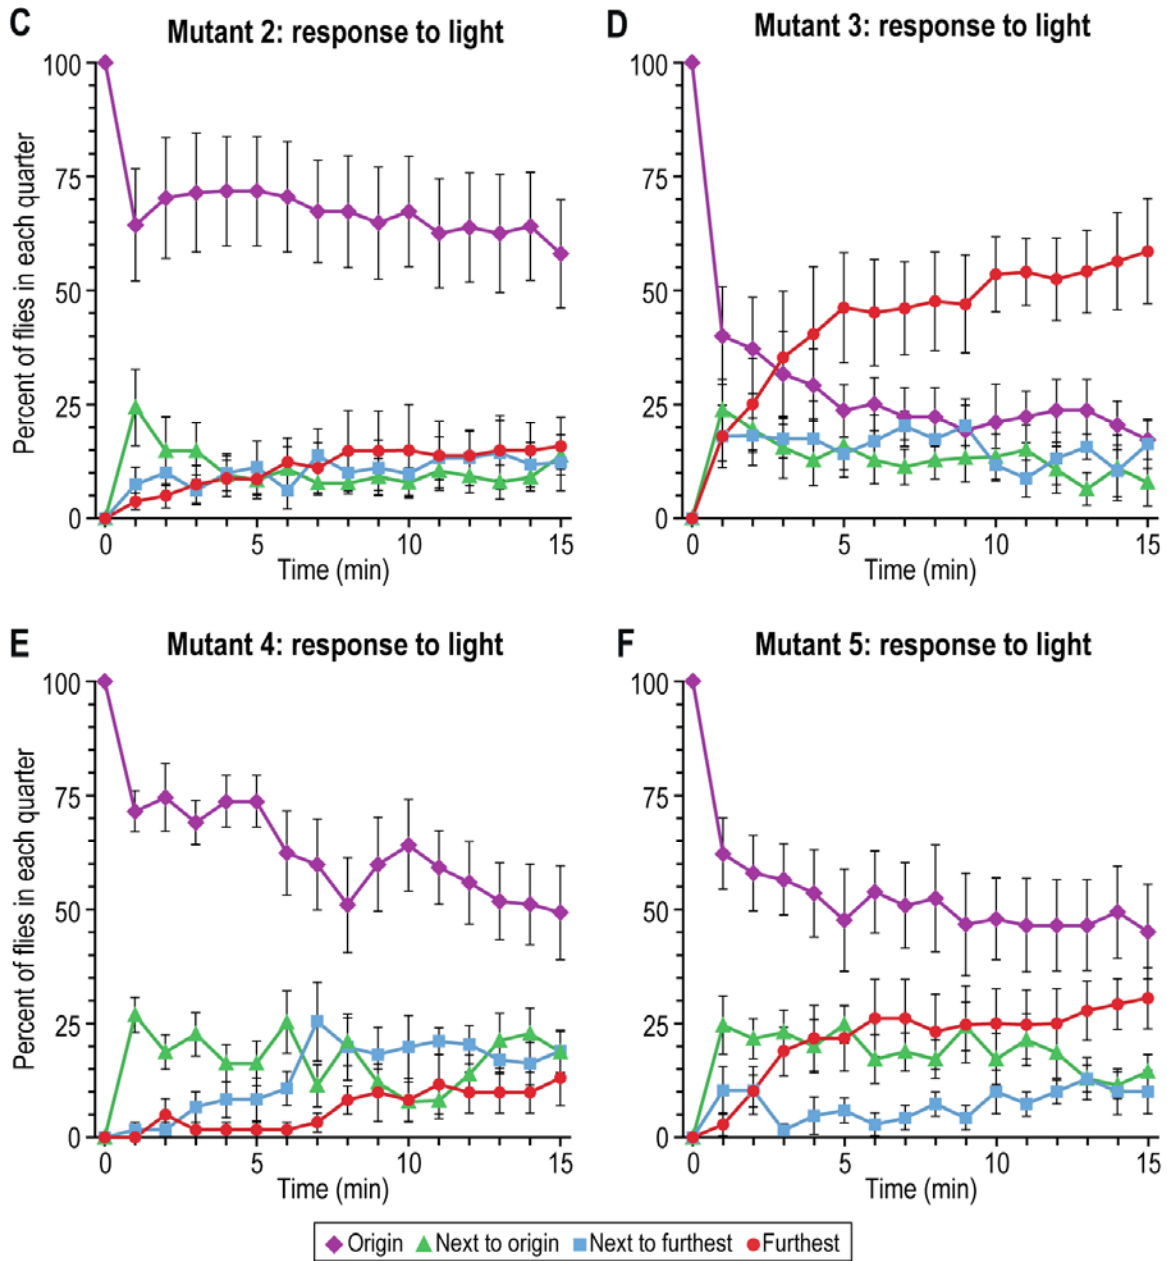 C
Mutant 2: response to light
Percent of flies in each quarter
100
75
50
25
0
0 5 10 15
Time (min)
D
Mutant 3: response to light
100
75
50
25
0
0 5 10 15
Time (min)
E
Mutant 4: response to light
Percent of flies in each quarter
100
75
50
25
0
0 5 10 15
Time (min)
F
Mutant 5: response to light
100
75
50
25
0
0 5 10 15
Time (min)
Origin Next to origin Next to furthest Furthest